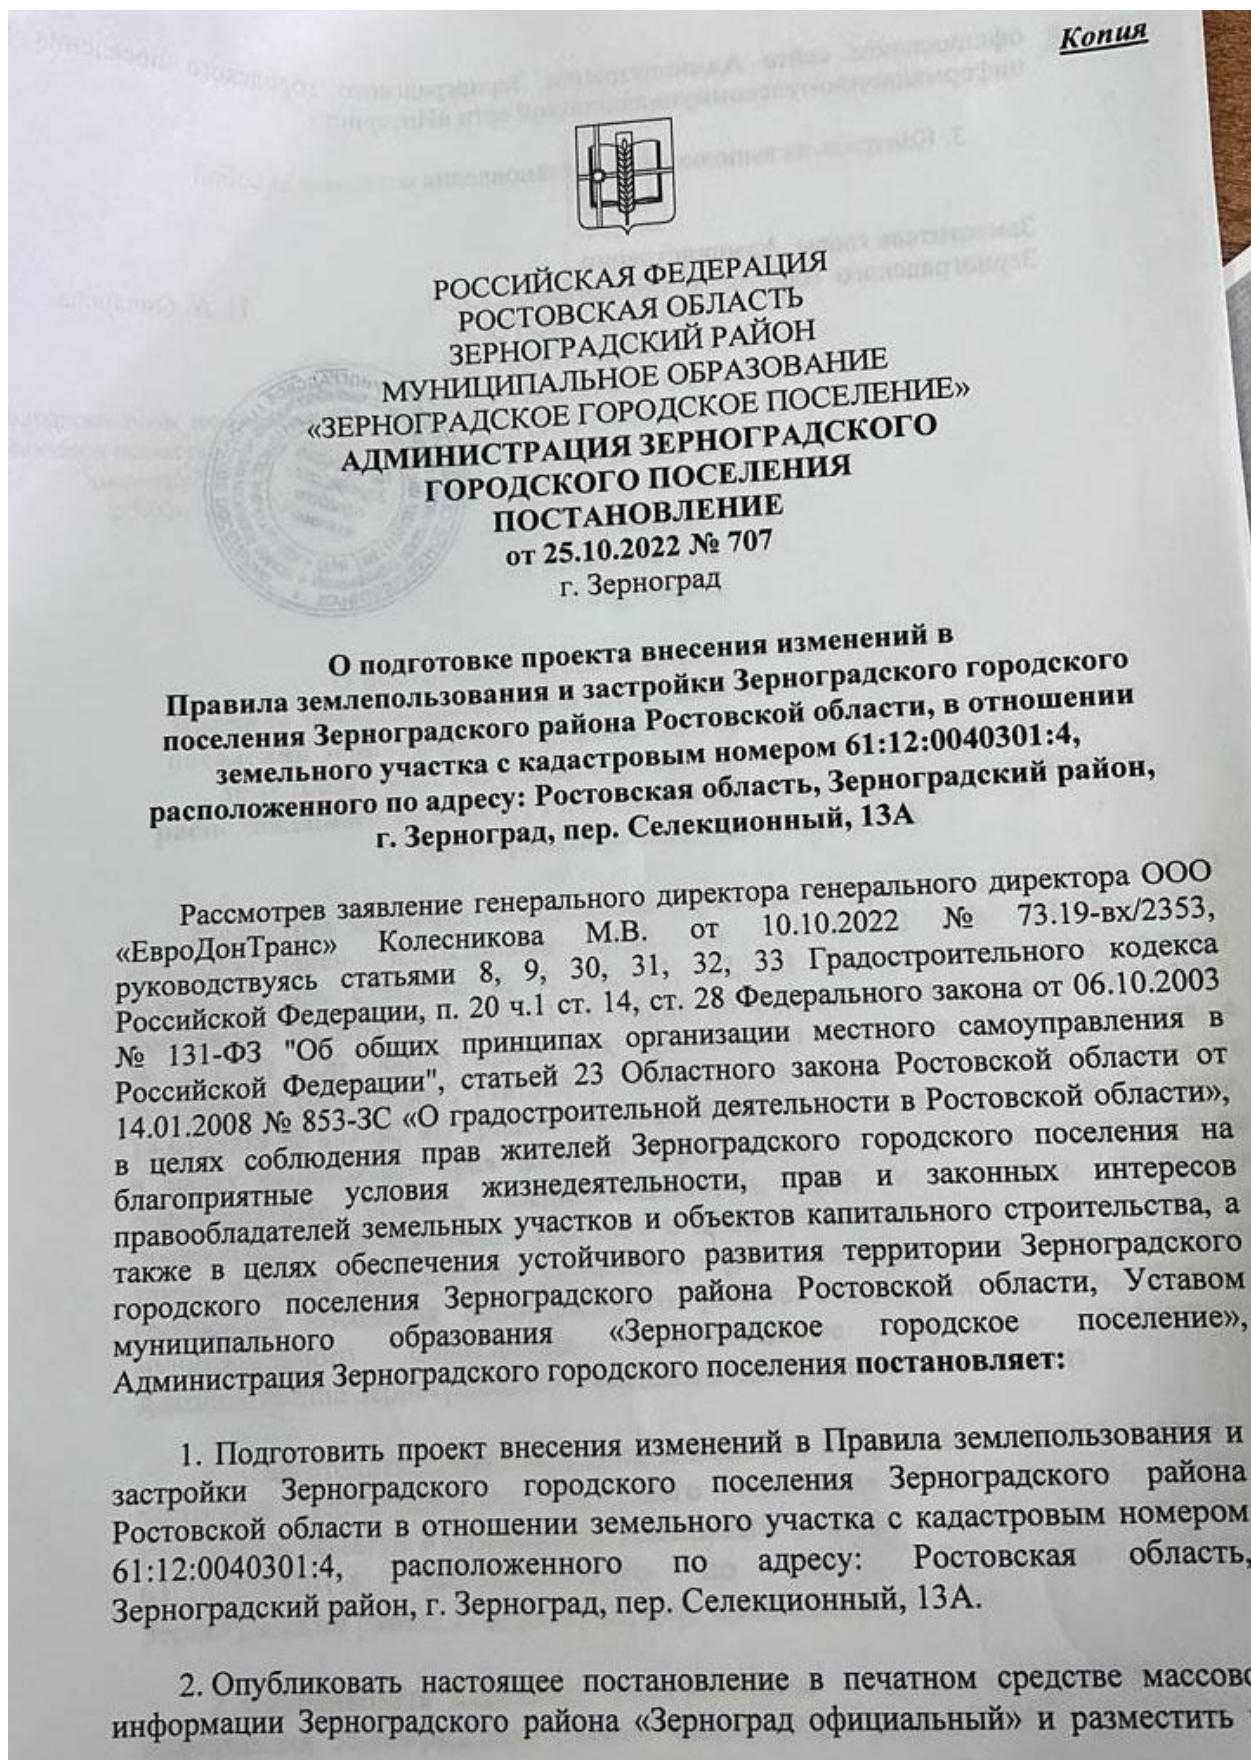 Копия
РОССИЙСКАЯ ФЕДЕРАЦИЯ
РОСТОВСКАЯ ОБЛАСТЬ
ЗЕРНОГРАДСКИЙ РАЙОН
МУНИЦИПАЛЬНОЕ ОБРАЗОВАНИЕ
«ЗЕРНОГРАДСКОЕ ГОРОДСКОЕ ПОСЕЛЕНИЕ»
АДМИНИСТРАЦИЯ ЗЕРНОГРАДСКОГО
ГОРОДСКОГО ПОСЕЛЕНИЯ
ПОСТАНОВЛЕНИЕ
от 25.10.2022 № 707
г. Зерноград
О подготовке проекта внесения изменений в
Правила землепользования и застройки Зерноградского городского
поселения Зерноградского района Ростовской области, в отношении
земельного участка с кадастровым номером 61:12:0040301:4,
расположенного по адресу: Ростовская область, Зерноградский район,
г. Зерноград, пер. Селекционный, 13А
Рассмотрев заявление генерального директора генерального директора ООО
«ЕвроДонТранс» Колесникова М.В. от 10.10.2022 № 73.19-вх/2353,
руководствуясь статьями 8, 9, 30, 31, 32, 33 Градостроительного кодекса
Российской Федерации, п. 20 ч.1 ст. 14, ст. 28 Федерального закона от 06.10.2003
№ 131-ФЗ "Об общих принципах организации местного самоуправления в
Российской Федерации", статьей 23 Областного закона Ростовской области от
14.01.2008 № 853-ЗС «О градостроительной деятельности в Ростовской области»,
в целях соблюдения прав жителей Зерноградского городского поселения на
благоприятные условия жизнедеятельности, прав и законных интересов
правообладателей земельных участков и объектов капитального строительства, а
также в целях обеспечения устойчивого развития территории Зерноградского
городского поселения Зерноградского района Ростовской области, Уставом
муниципального образования «Зерноградское городское поселение»,
Администрация Зерноградского городского поселения постановляет:
1. Подготовить проект внесения изменений в Правила землепользования и
застройки Зерноградского городского поселения Зерноградского района
Ростовской области в отношении земельного участка с кадастровым номером
61:12:0040301:4, расположенного по адресу: Ростовская область,
Зерноградский район, г. Зерноград, пер. Селекционный, 13А.
2. Опубликовать настоящее постановление в печатном средстве массово
информации Зерноградского района «Зерноград официальный» и разместить